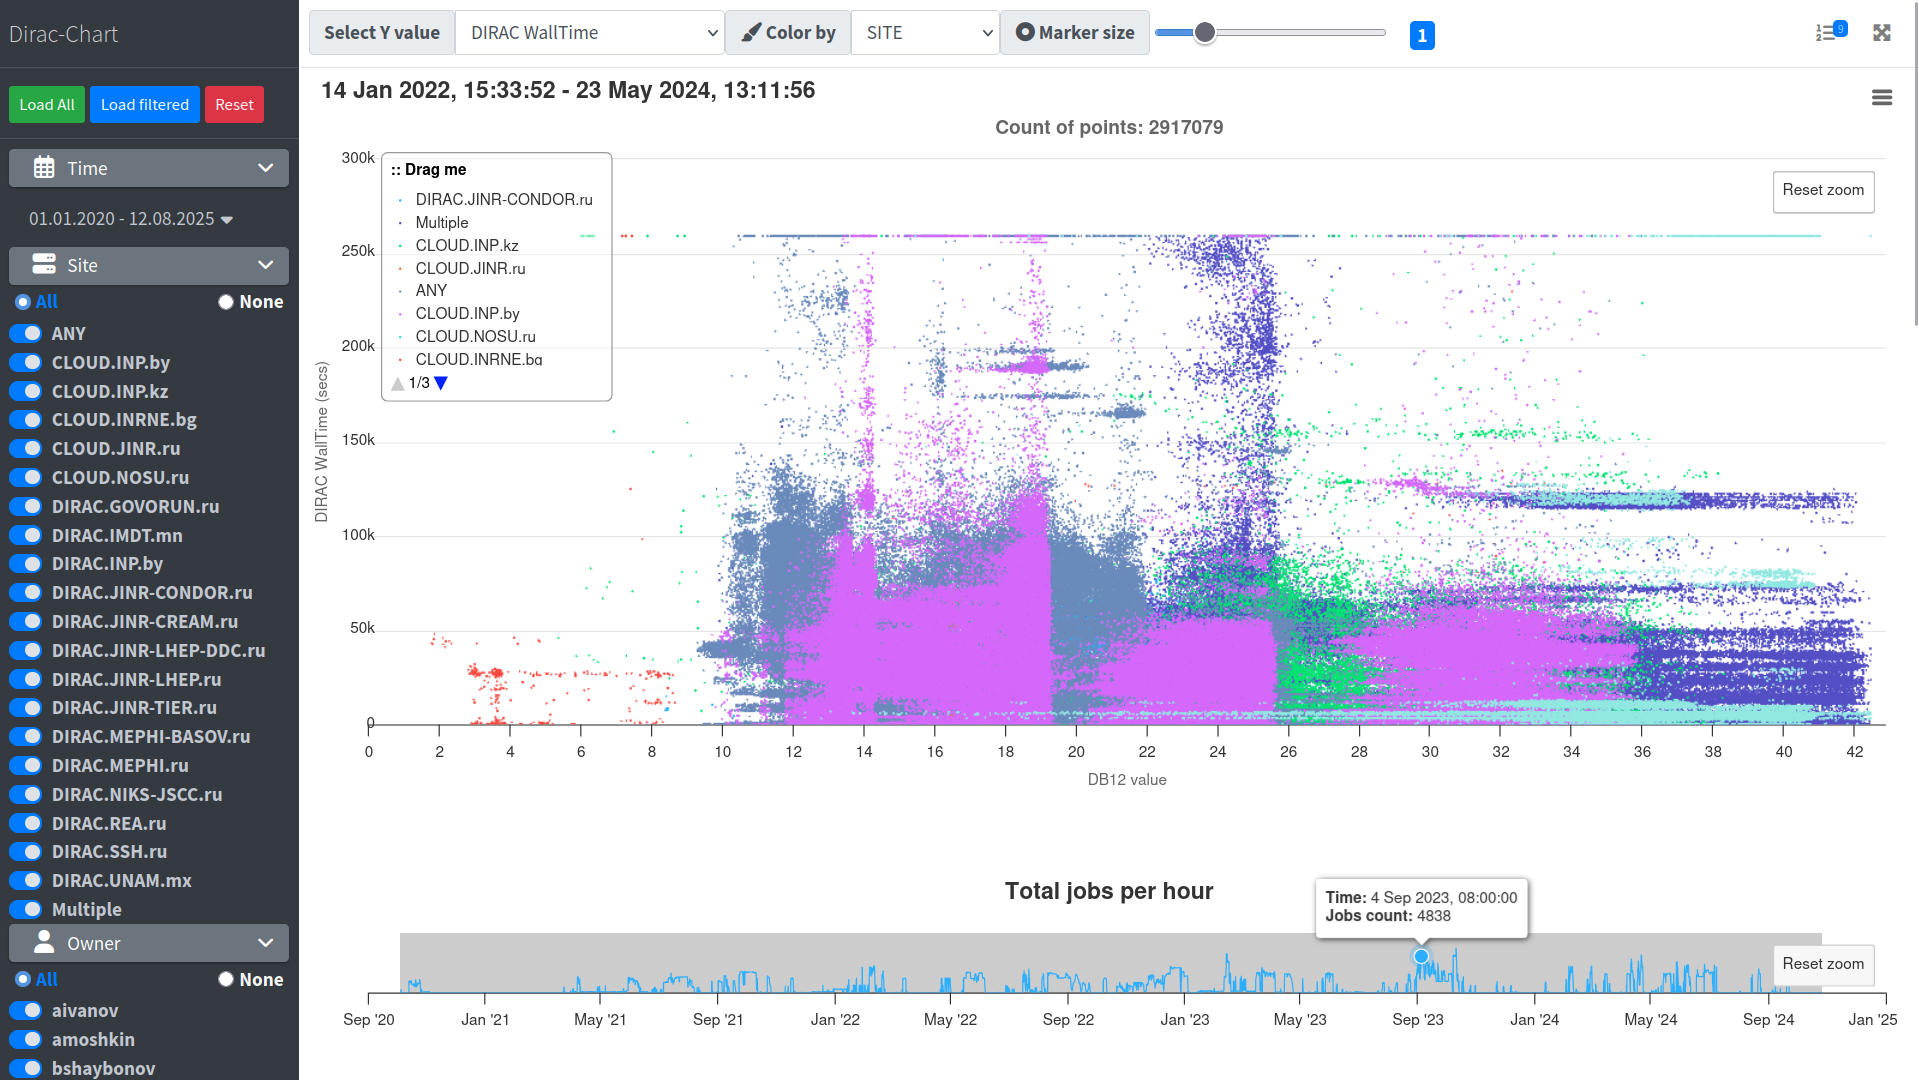 Dirac-Chart
Load All
Load filtered
Reset
Time
01.01.2020 - 12.08.2025
Site
All
None
ANY
CLOUD.INP.by
CLOUD.INP.kz
CLOUD.INRNE.bg
CLOUD.JINR.ru
CLOUD.NOSU.ru
DIRAC.GOVORUN.ru
DIRAC.IMDT.mn
DIRAC.INP.by
DIRAC.JINR-CONDOR.ru
DIRAC.JINR-CREAM.ru
DIRAC.JINR-LHEP-DDC.ru
DIRAC.JINR-LHEP.ru
DIRAC.JINR-TIER.ru
DIRAC.MEPHI-BASOV.ru
DIRAC.MEPHI.ru
DIRAC.NIKS-JSCC.ru
DIRAC.REA.ru
DIRAC.SSH.ru
DIRAC.UNAM.mx
Multiple
Owner
All
None
aivanov
amoshkin
bshaybonov
Select Y value
DIRAC WallTime
Color by
SITE
Marker size
1
9
14 Jan 2022, 15:33:52 - 23 May 2024, 13:11:56
Count of points: 2917079
:: Drag me
DIRAC.JINR-CONDOR.ru
Multiple
CLOUD.INP.kz
CLOUD.JINR.ru
ANY
CLOUD.INP.by
CLOUD.NOSU.ru
CLOUD.INRNE.bg
1/3
Reset zoom
DIRAC WallTime (secs)
300k
250k
200k
150k
100k
50k
0
0 2 4 6 8 10 12 14 16 18 20 22 24 26 28 30 32 34 36 38 40 42
DB12 value
Total jobs per hour
Time: 4 Sep 2023, 08:00:00
Jobs count: 4838
Reset zoom
Sep '20 Jan '21 May '21 Sep '21 Jan '22 May '22 Sep '22 Jan '23 May '23 Sep '23 Jan '24 May '24 Sep '24 Jan '25